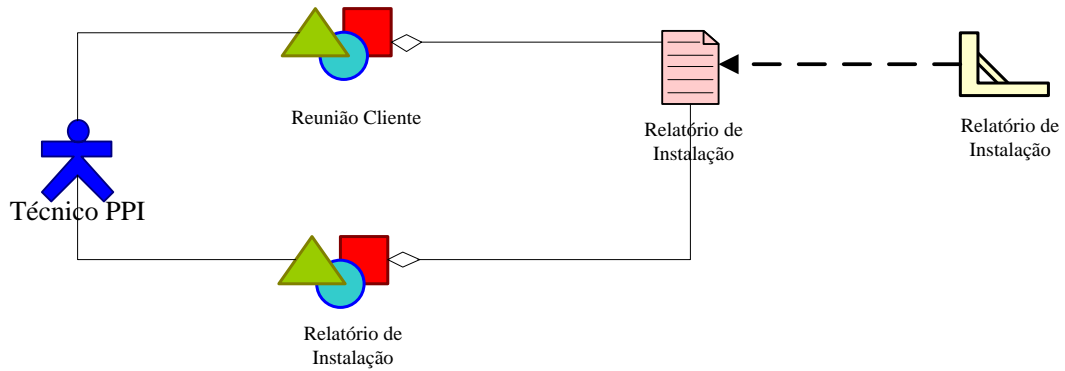 Reunião Cliente
Relatório de
Instalação
Relatório de
Instalação
Técnico PPI
Relatório de
Instalação